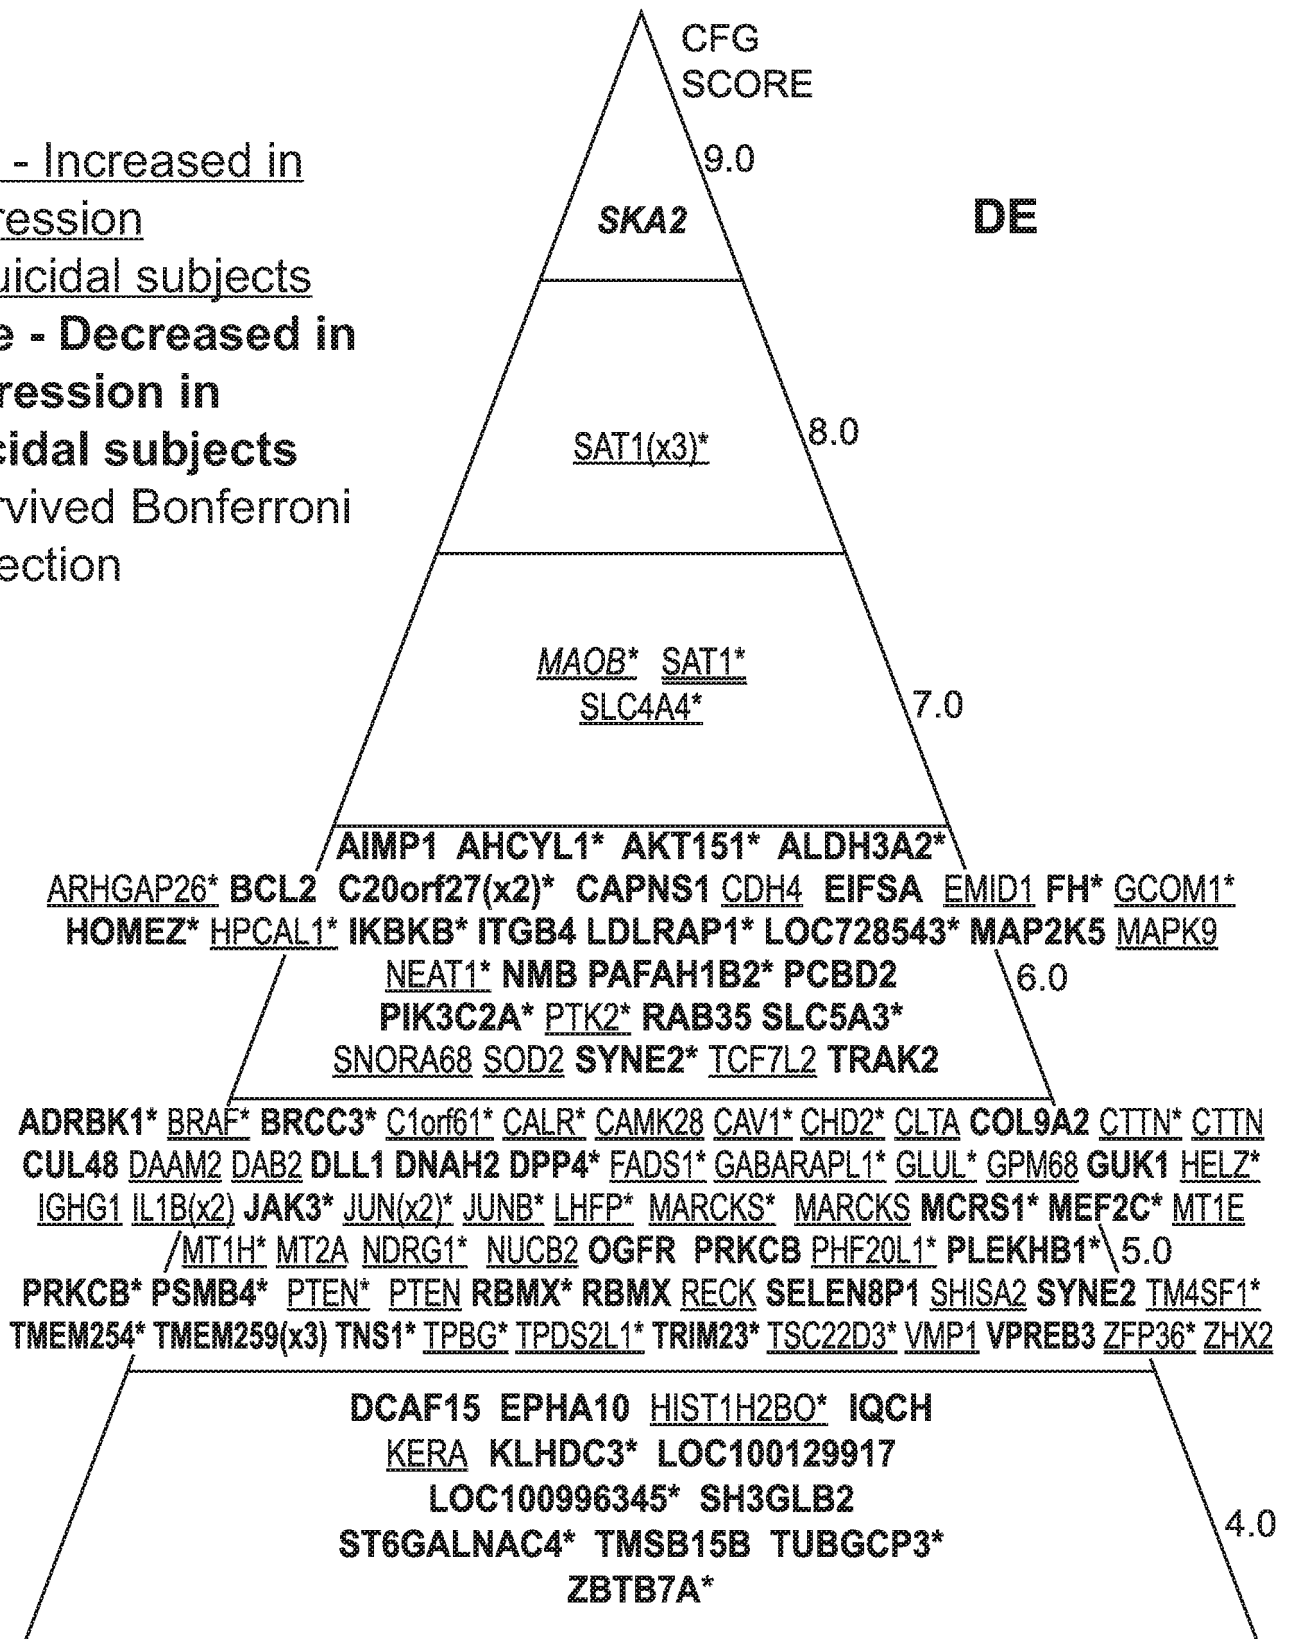 CFG
SCORE
- Increased in
ression
uicidal subjects
e - Decreased in
ression in
cidal subjects
rvived Bonferroni
ection
9.0
SKA2
DE
SAT1(x3)*
8.0
MAOB* SAT1*
SLC4A4*
7.0
AIMP1 AHCYL1* AKT151* ALDH3A2*
ARHGAP26* BCL2 C20orf27(x2)* CAPNS1 CDH4 EIFSA EMID1 FH* GCOM1*
HOMEZ* HPCAL1* IKBKB* ITGB4 LDLRAP1* LOC728543* MAP2K5 MAPK9
NEAT1* NMB PAFAH1B2* PCBD2
6.0
PIK3C2A* PTK2* RAB35 SLC5A3*
SNORA68 SOD2 SYNE2* TCF7L2 TRAK2
ADRBK1* BRAF* BRCC3* C1orf61* CALR* CAMK28 CAV1* CHD2* CLTA COL9A2 CTTN* CTTN
CUL48 DAAM2 DAB2 DLL1 DNAH2 DPP4* FADS1* GABARAPL1* GLUL* GPM68 GUK1 HELZ*
IGHG1 IL1B(x2) JAK3* JUN(x2)* JUNB* LHFP* MARCKS* MARCKS MCRS1* MEF2C* MT1E
MT1H* MT2A NDRG1* NUCB2 OGFR PRKCB PHF20L1* PLEKHB1* 5.0
PRKCB* PSMB4* PTEN* PTEN RBMX* RBMX RECK SELEN8P1 SHISA2 SYNE2 TM4SF1*
TMEM254* TMEM259(x3) TNS1* TPBG* TPDS2L1* TRIM23* TSC22D3* VMP1 VPREB3 ZFP36* ZHX2
DCAF15 EPHA10 HIST1H2BO* IQCH
KERA KLHDC3* LOC100129917
LOC100996345* SH3GLB2
4.0
ST6GALNAC4* TMSB15B TUBGCP3*
ZBTB7A*